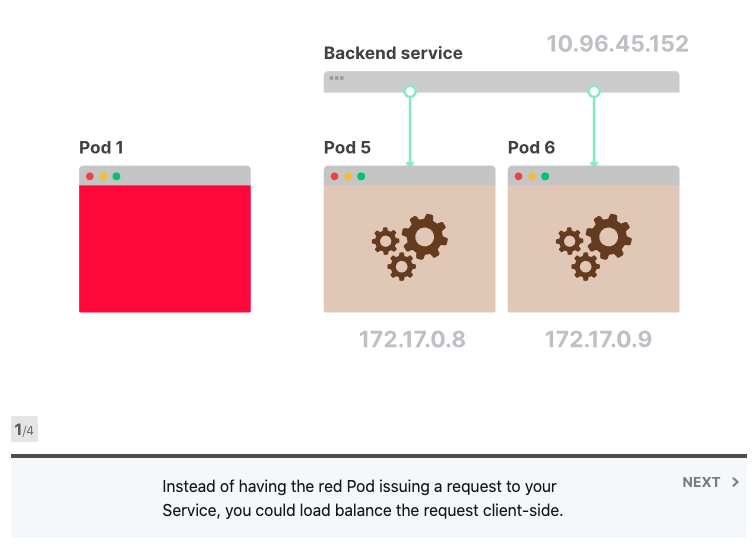 10.96.45.152
Backend service
Pod 1
Pod 5
Pod 6
172.17.0.8
172.17.0.9
1/4
Instead of having the red Pod issuing a request to your
Service, you could load balance the request client-side.
NEXT